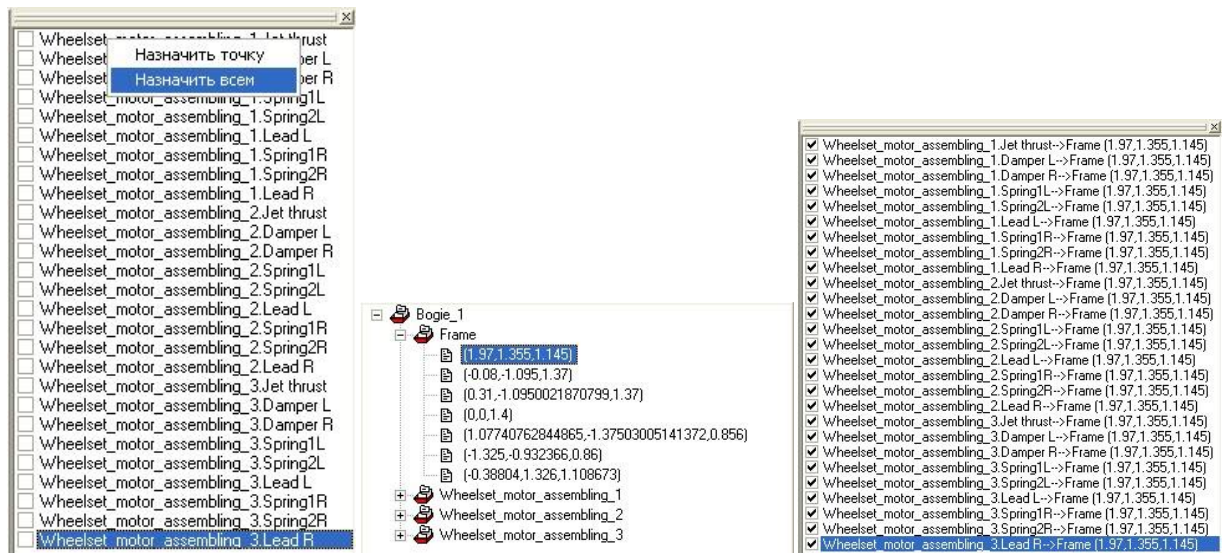 Wheelset_motor_assembling_1.Jet thrust
Wheelset Назначить точку per L
Wheelset Назначить всем per R
Wheelset_motor_assembling_1.Spring1L
Wheelset_motor_assembling_1.Spring2L
Wheelset_motor_assembling_1.Lead L
Wheelset_motor_assembling_1.Spring1R
Wheelset_motor_assembling_1.Spring2R
Wheelset_motor_assembling_1.Lead R
Wheelset_motor_assembling_2.Jet thrust
Wheelset_motor_assembling_2.Damper L
Wheelset_motor_assembling_2.Damper R
Wheelset_motor_assembling_2.Spring1L
Wheelset_motor_assembling_2.Spring2L
Wheelset_motor_assembling_2.Lead L
Wheelset_motor_assembling_2.Spring1R
Wheelset_motor_assembling_2.Spring2R
Wheelset_motor_assembling_2.Lead R
Wheelset_motor_assembling_3.Jet thrust
Wheelset_motor_assembling_3.Damper L
Wheelset_motor_assembling_3.Damper R
Wheelset_motor_assembling_3.Spring1L
Wheelset_motor_assembling_3.Spring2L
Wheelset_motor_assembling_3.Lead L
Wheelset_motor_assembling_3.Spring1R
Wheelset_motor_assembling_3.Spring2R
Wheelset_motor_assembling_3.Lead R
Bogie_1
Frame
(1.97,1.355,1.145)
(-0.08,-1.095,1.37)
(0.31,-1.0950021870799,1.37)
(0,0,1.4)
(1.07740762844865,-1.37503005141372,0.856)
(-1.325,-0.932366,0.86)
(-0.38804,1.326,1.108673)
Wheelset_motor_assembling_1
Wheelset_motor_assembling_2
Wheelset_motor_assembling_3
Wheelset_motor_assembling_1.Jet thrust-->Frame (1.97,1.355,1.145)
Wheelset_motor_assembling_1.Damper L-->Frame (1.97,1.355,1.145)
Wheelset_motor_assembling_1.Damper R-->Frame (1.97,1.355,1.145)
Wheelset_motor_assembling_1.Spring1L-->Frame (1.97,1.355,1.145)
Wheelset_motor_assembling_1.Spring2L-->Frame (1.97,1.355,1.145)
Wheelset_motor_assembling_1.Lead L-->Frame (1.97,1.355,1.145)
Wheelset_motor_assembling_1.Spring1R-->Frame (1.97,1.355,1.145)
Wheelset_motor_assembling_1.Spring2R-->Frame (1.97,1.355,1.145)
Wheelset_motor_assembling_1.Lead R-->Frame (1.97,1.355,1.145)
Wheelset_motor_assembling_2.Jet thrust-->Frame (1.97,1.355,1.145)
Wheelset_motor_assembling_2.Damper L-->Frame (1.97,1.355,1.145)
Wheelset_motor_assembling_2.Damper R-->Frame (1.97,1.355,1.145)
Wheelset_motor_assembling_2.Spring1L-->Frame (1.97,1.355,1.145)
Wheelset_motor_assembling_2.Spring2L-->Frame (1.97,1.355,1.145)
Wheelset_motor_assembling_2.Lead L-->Frame (1.97,1.355,1.145)
Wheelset_motor_assembling_2.Spring1R-->Frame (1.97,1.355,1.145)
Wheelset_motor_assembling_2.Spring2R-->Frame (1.97,1.355,1.145)
Wheelset_motor_assembling_2.Lead R-->Frame (1.97,1.355,1.145)
Wheelset_motor_assembling_3.Jet thrust-->Frame (1.97,1.355,1.145)
Wheelset_motor_assembling_3.Damper L-->Frame (1.97,1.355,1.145)
Wheelset_motor_assembling_3.Damper R-->Frame (1.97,1.355,1.145)
Wheelset_motor_assembling_3.Spring1L-->Frame (1.97,1.355,1.145)
Wheelset_motor_assembling_3.Spring2L-->Frame (1.97,1.355,1.145)
Wheelset_motor_assembling_3.Lead L-->Frame (1.97,1.355,1.145)
Wheelset_motor_assembling_3.Spring1R-->Frame (1.97,1.355,1.145)
Wheelset_motor_assembling_3.Spring2R-->Frame (1.97,1.355,1.145)
Wheelset_motor_assembling_3.Lead R-->Frame (1.97,1.355,1.145)